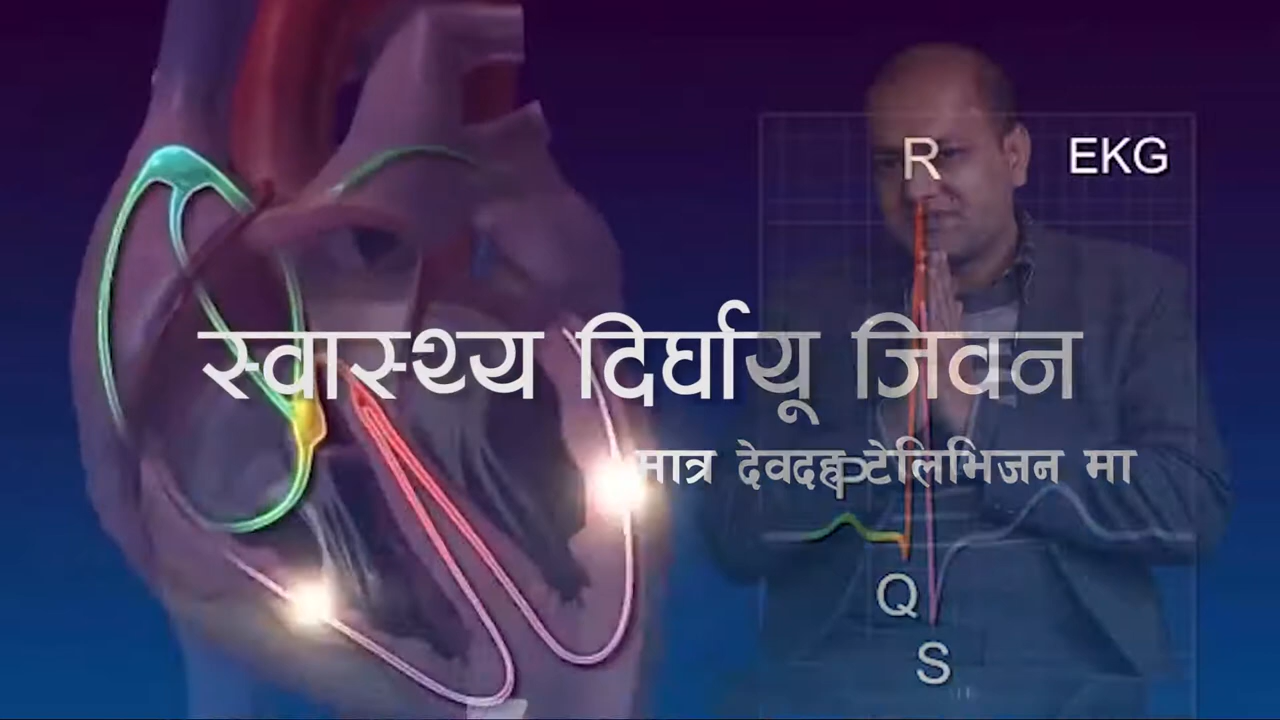 R
EKG
स्वास्थ्य दिर्घायू जिवन
मात्र देवदह टेलिभिजन मा
P
Q
S